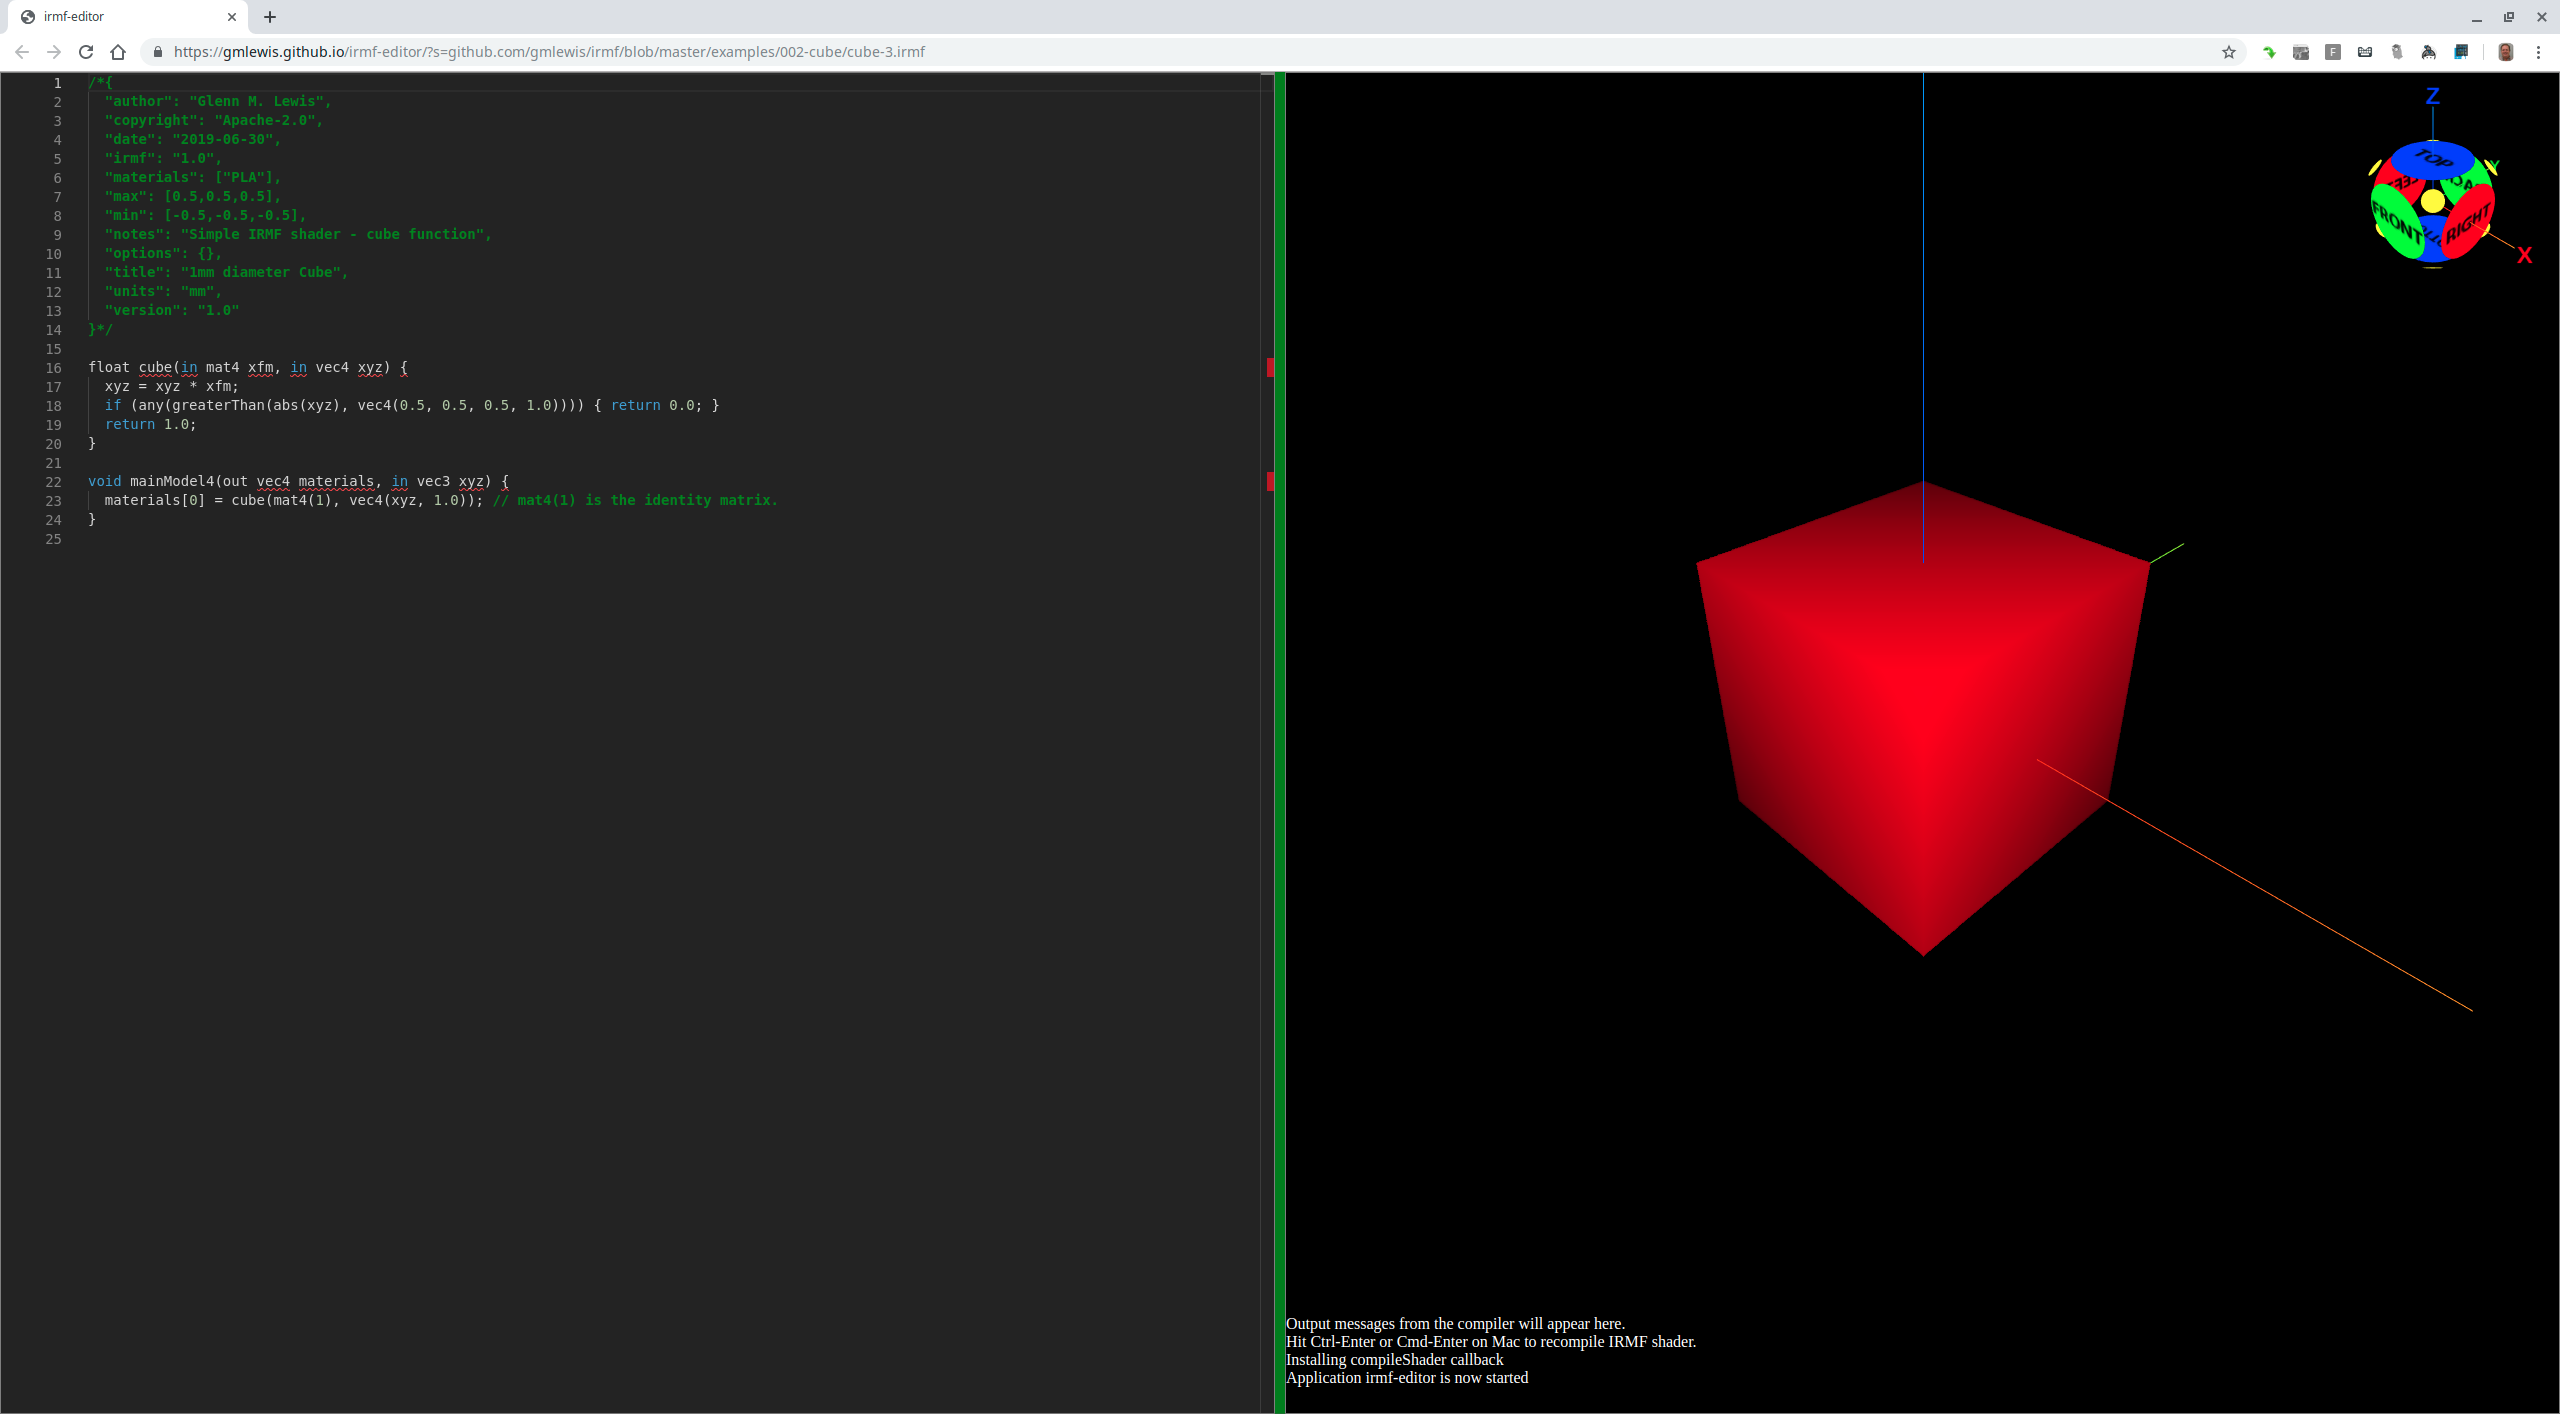 irmf-editor
https://gmlewis.github.io/irmf-editor/?s=github.com/gmlewis/irmf/blob/master/examples/002-cube/cube-3.irmf
F
1 /*{
2   "author": "Glenn M. Lewis",
3   "copyright": "Apache-2.0",
4   "date": "2019-06-30",
5   "irmf": "1.0",
6   "materials": ["PLA"],
7   "max": [0.5,0.5,0.5],
8   "min": [-0.5,-0.5,-0.5],
9   "notes": "Simple IRMF shader - cube function",
10   "options": {},
11   "title": "1mm diameter Cube",
12   "units": "mm",
13   "version": "1.0"
14 }*/
15
16 float cube(in mat4 xfm, in vec4 xyz) {
17   xyz = xyz * xfm;
18   if (any(greaterThan(abs(xyz), vec4(0.5, 0.5, 0.5, 1.0)))) { return 0.0; }
19   return 1.0;
20 }
21
22 void mainModel4(out vec4 materials, in vec3 xyz) {
23   materials[0] = cube(mat4(1), vec4(xyz, 1.0)); // mat4(1) is the identity matrix.
24 }
25
Z
TOP
Y
FRONT
RIGHT
X
Output messages from the compiler will appear here.
Hit Ctrl-Enter or Cmd-Enter on Mac to recompile IRMF shader.
Installing compileShader callback
Application irmf-editor is now started